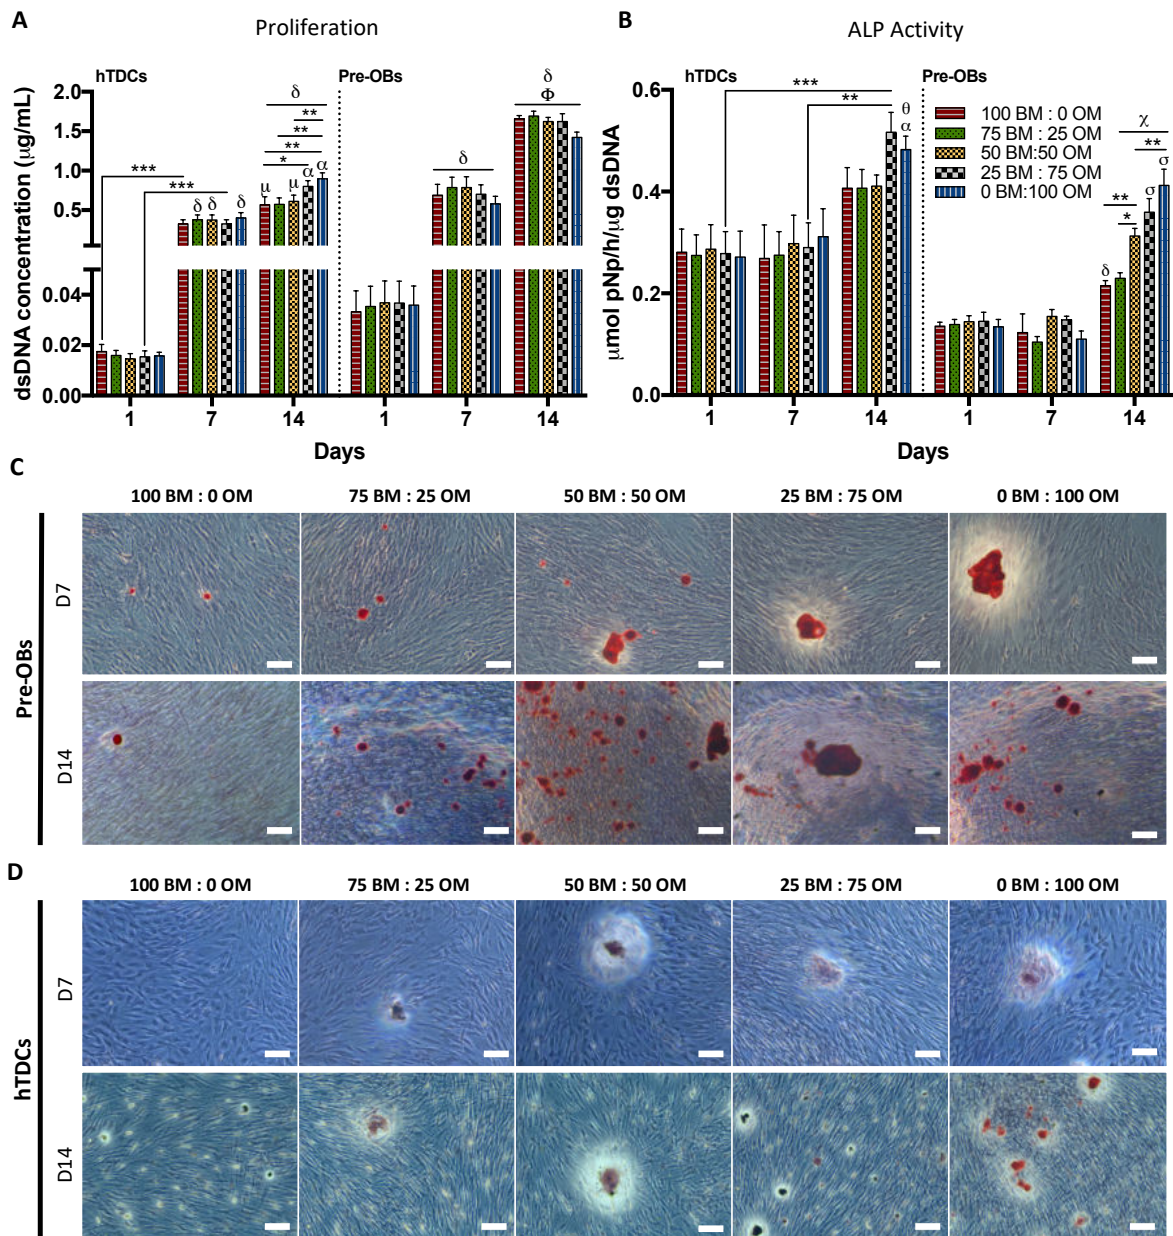 A
Proliferation
hTDCs
Pre-OBs
dsDNA concentration (μg/mL)
2.0
1.5
1.0
0.5
0.04
0.02
0.00
***
***
δ
δ
δ
δ
**
**
**
*
μ
μ
α
α
δ
δ
Φ
1
7
14
1
7
14
Days
B
ALP Activity
hTDCs
Pre-OBs
μmol pNp/h/μg dsDNA
0.6
0.4
0.2
0.0
***
**
θ
α
100 BM : 0 OM
75 BM : 25 OM
50 BM:50 OM
25 BM : 75 OM
0 BM:100 OM
χ
**
σ
σ
**
*
δ
1
7
14
1
7
14
Days
C
100 BM : 0 OM
75 BM : 25 OM
50 BM : 50 OM
25 BM : 75 OM
0 BM : 100 OM
Pre-OBs
D7
D14
D
100 BM : 0 OM
75 BM : 25 OM
50 BM : 50 OM
25 BM : 75 OM
0 BM : 100 OM
hTDCs
D7
D14